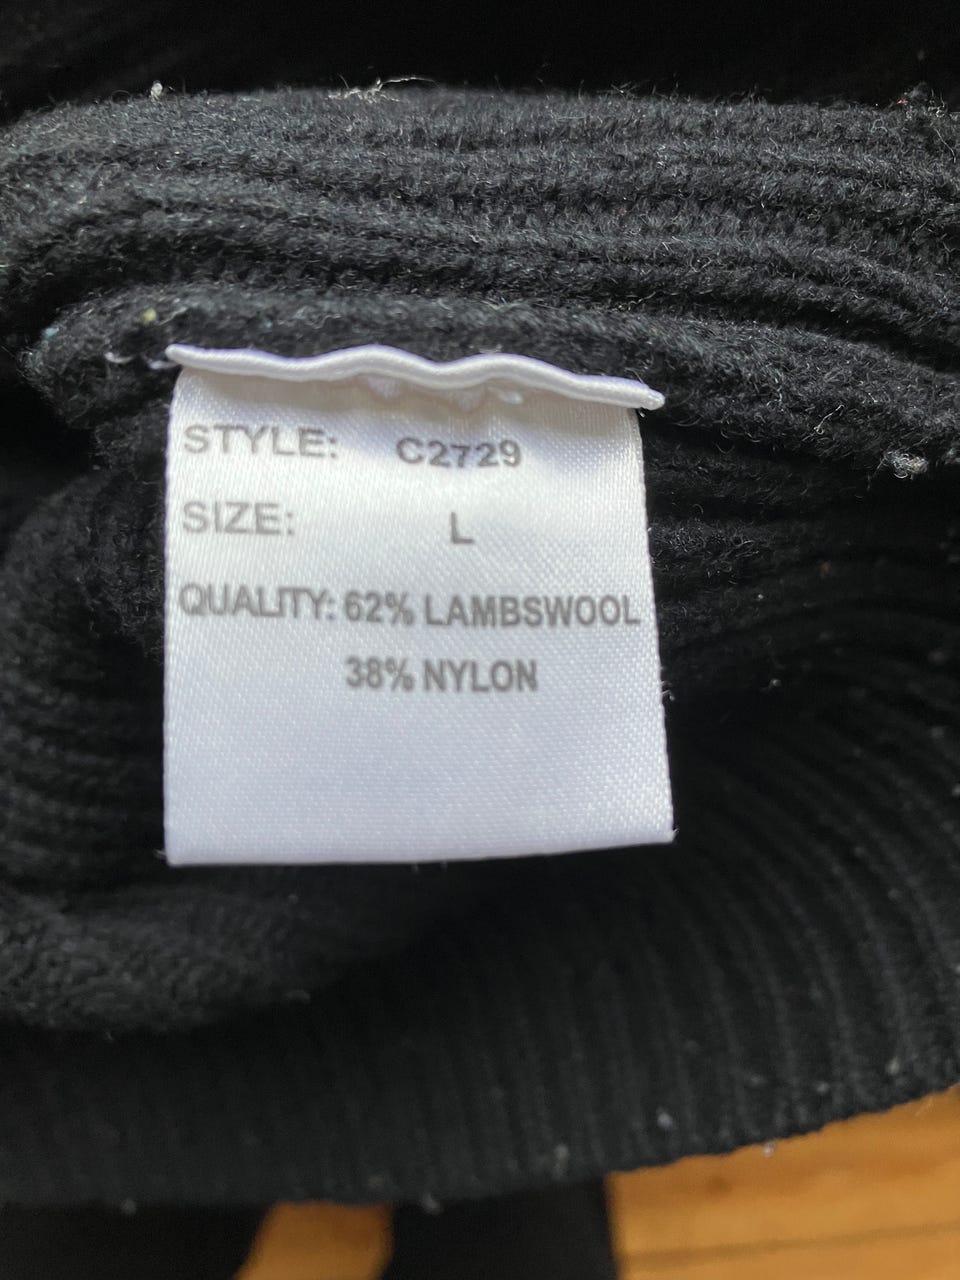 STYLE: C2729
SIZE: L
QUALITY: 62% LAMBSWOOL
38% NYLON